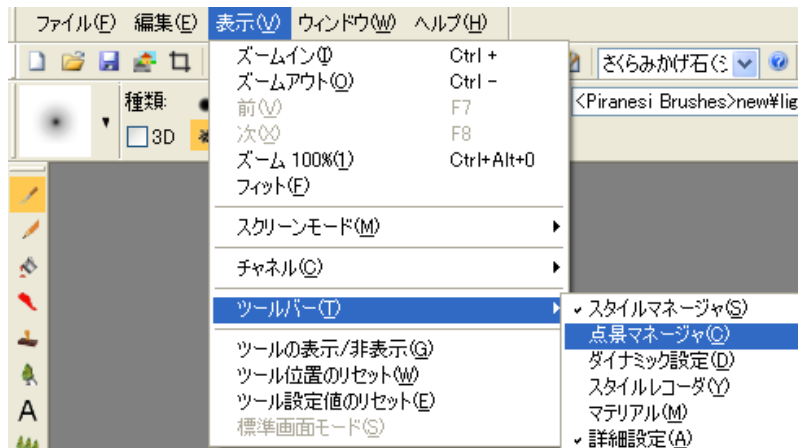 ファイル(F) 編集(E) 表示(V) ウィンドウ(W) ヘルプ(H)
さくらみかげ石(ミ
種類:
3D
<Piranesi Brushes>new¥lig
ズームイン(I) Ctrl +
ズームアウト(O) Ctrl -
前(V) F7
次(X) F8
ズーム 100%(1) Ctrl+Alt+0
フィット(F)
スクリーンモード(M)
チャネル(C)
ツールバー(T)
ツールの表示/非表示(G)
ツール位置のリセット(W)
ツール設定値のリセット(E)
標準画面モード(S)
スタイルマネージャ(S)
点景マネージャ(C)
ダイナミック設定(D)
スタイルレコーダ(Y)
マテリアル(M)
詳細設定(A)
A